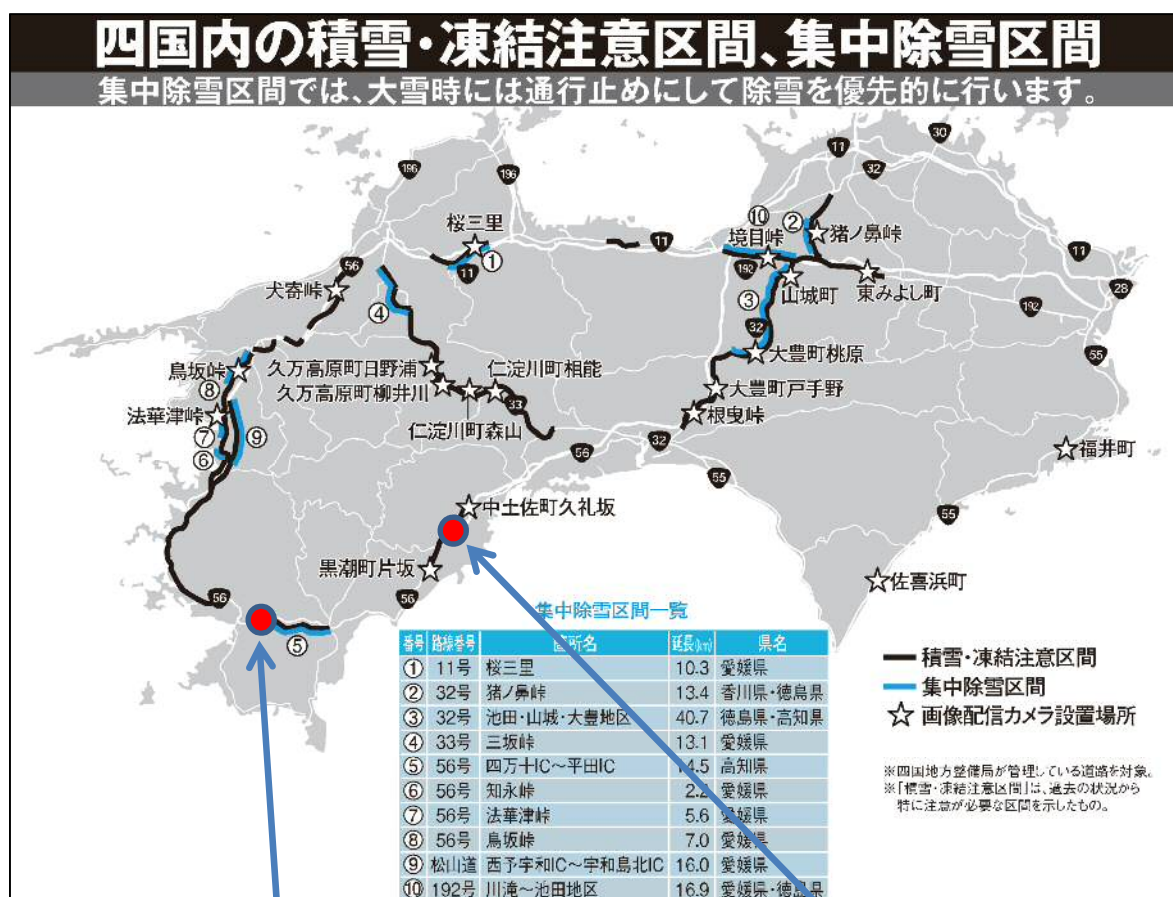 四国内の積雪・凍結注意区間、集中除雪区間
集中除雪区間では、大雪時には通行止めにして除雪を優先的に行います。
30
11
32
196
196
桜三里
①
11
11
⑩
境目峠
②
猪ノ鼻峠
192
山城町
東みよし町
11
28
192
56
犬寄峠
④
③
32
大豊町桃原
55
鳥坂峠
⑧
久万高原町日野浦
久万高原町柳井川
仁淀川町相能
33
仁淀川町森山
大豊町戸手野
根曳峠
法華津峠
⑦
⑨
⑥
56
32
55
福井町
中土佐町久礼坂
55
黒潮町片坂
56
56
⑤
佐喜浜町
集中除雪区間一覧
番号 路線番号 箇所名 延長(km) 県名
① 11号 桜三里 10.3 愛媛県
② 32号 猪ノ鼻峠 13.4 香川県・徳島県
③ 32号 池田・山城・大豊地区 40.7 徳島県・高知県
④ 33号 三坂峠 13.1 愛媛県
⑤ 56号 四万十IC～平田IC 14.5 高知県
⑥ 56号 知永峠 2.2 愛媛県
⑦ 56号 法華津峠 5.6 愛媛県
⑧ 56号 鳥坂峠 7.0 愛媛県
⑨ 松山道 西予宇和IC～宇和島北IC 16.0 愛媛県
⑩ 192号 川滝～池田地区 16.9 愛媛県・徳島県
積雪・凍結注意区間
集中除雪区間
☆ 画像配信カメラ設置場所
※四国地方整備局が管理している道路を対象。
※「積雪・凍結注意区間」は、過去の状況から
特に注意が必要な区間を示したもの。